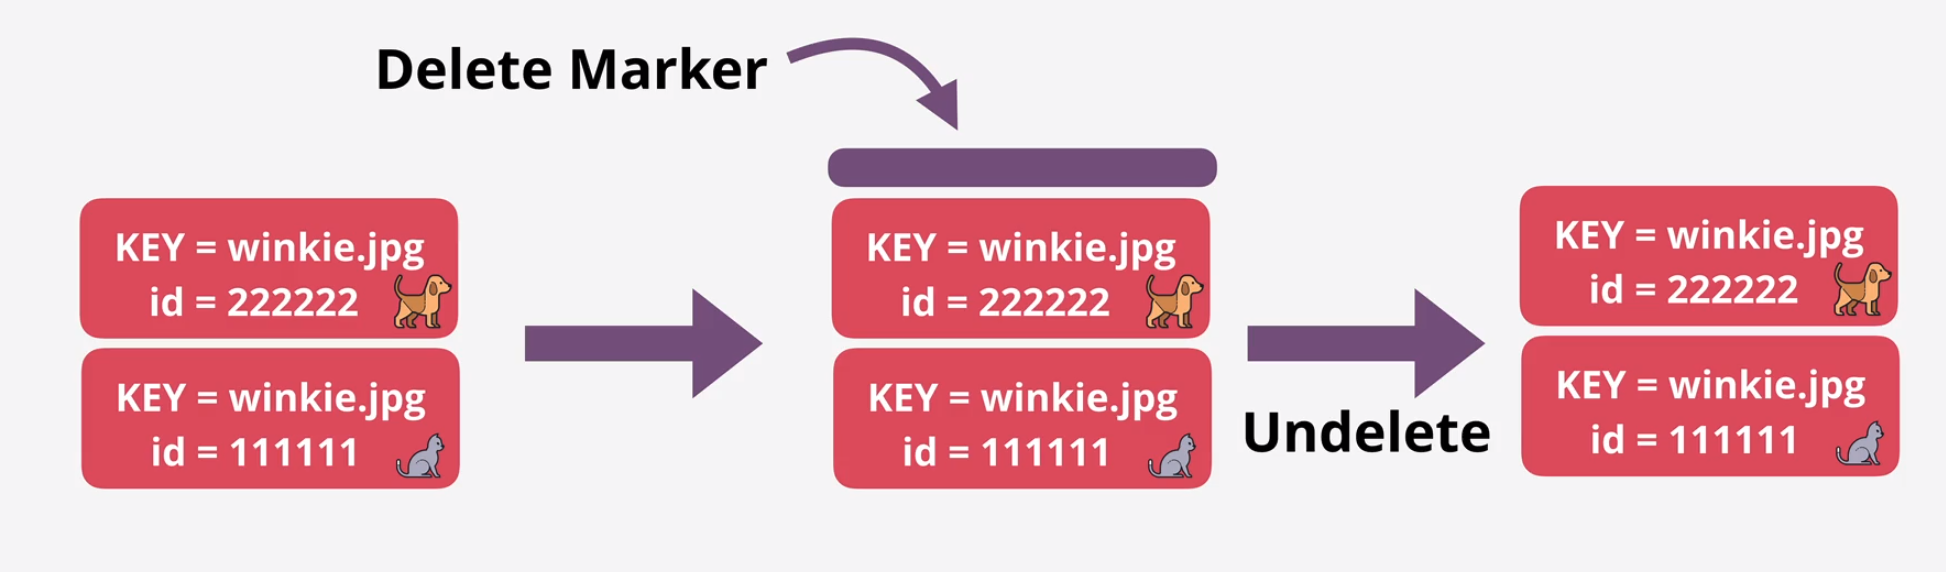 Delete Marker
KEY = winkie.jpg
id = 222222
KEY = winkie.jpg
id = 111111
KEY = winkie.jpg
id = 222222
KEY = winkie.jpg
id = 111111
Undelete
KEY = winkie.jpg
id = 222222
KEY = winkie.jpg
id = 111111